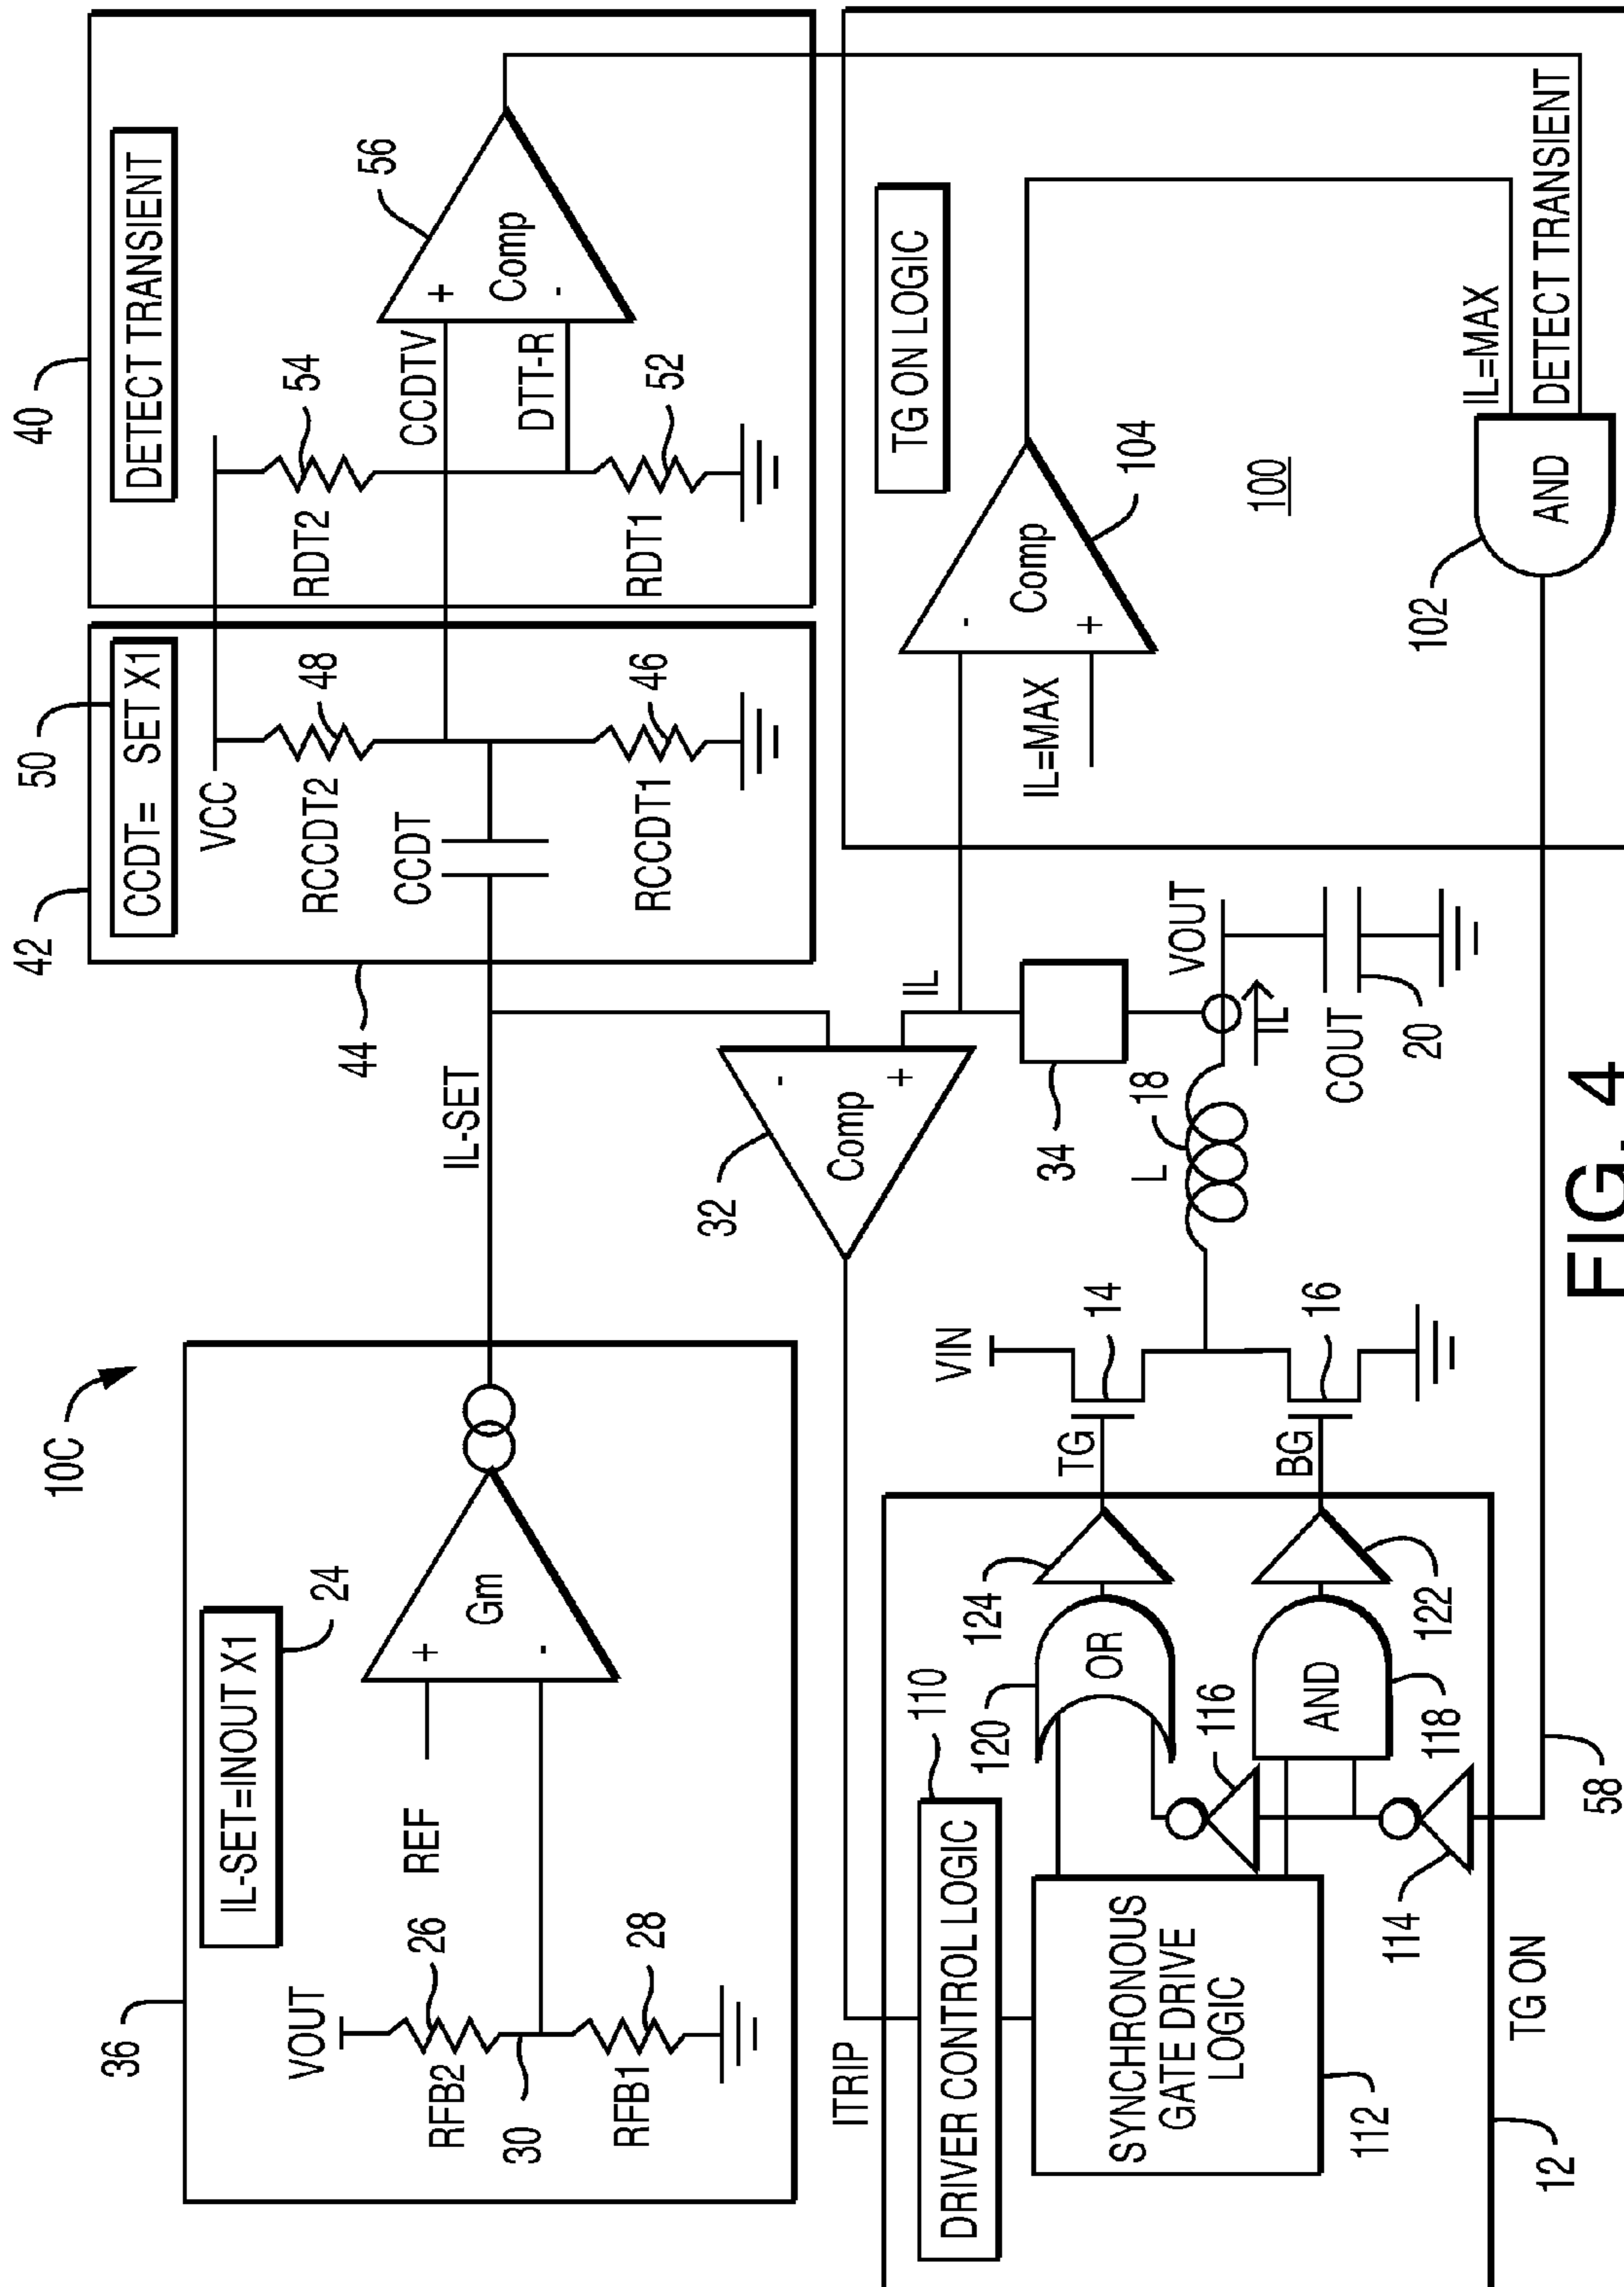 10C
36
IL-SET=INOUT X1
24
VOUT
RFB2
26
REF
30
RFB1
28
+
-
Gm
IL-SET
42
50
CCDT= SET X1
VCC
RCCDT2
48
CCDT
RCCDT1
46
44
40
DETECT TRANSIENT
RDT2
54
CCDTV
DTT-R
RDT1
52
+
-
Comp
56
ITRIP
32
Comp
-
+
IL
34
DRIVER CONTROL LOGIC
110
SYNCHRONOUS
GATE DRIVE
LOGIC
112
120
OR
124
TG
116
AND
118
122
BG
114
TG ON
12
58
VIN
14
16
L
18
VOUT
IL
COUT
20
TG ON LOGIC
-
+
Comp
104
IL=MAX
100
102
AND
IL=MAX
DETECT TRANSIENT
FIG. 4